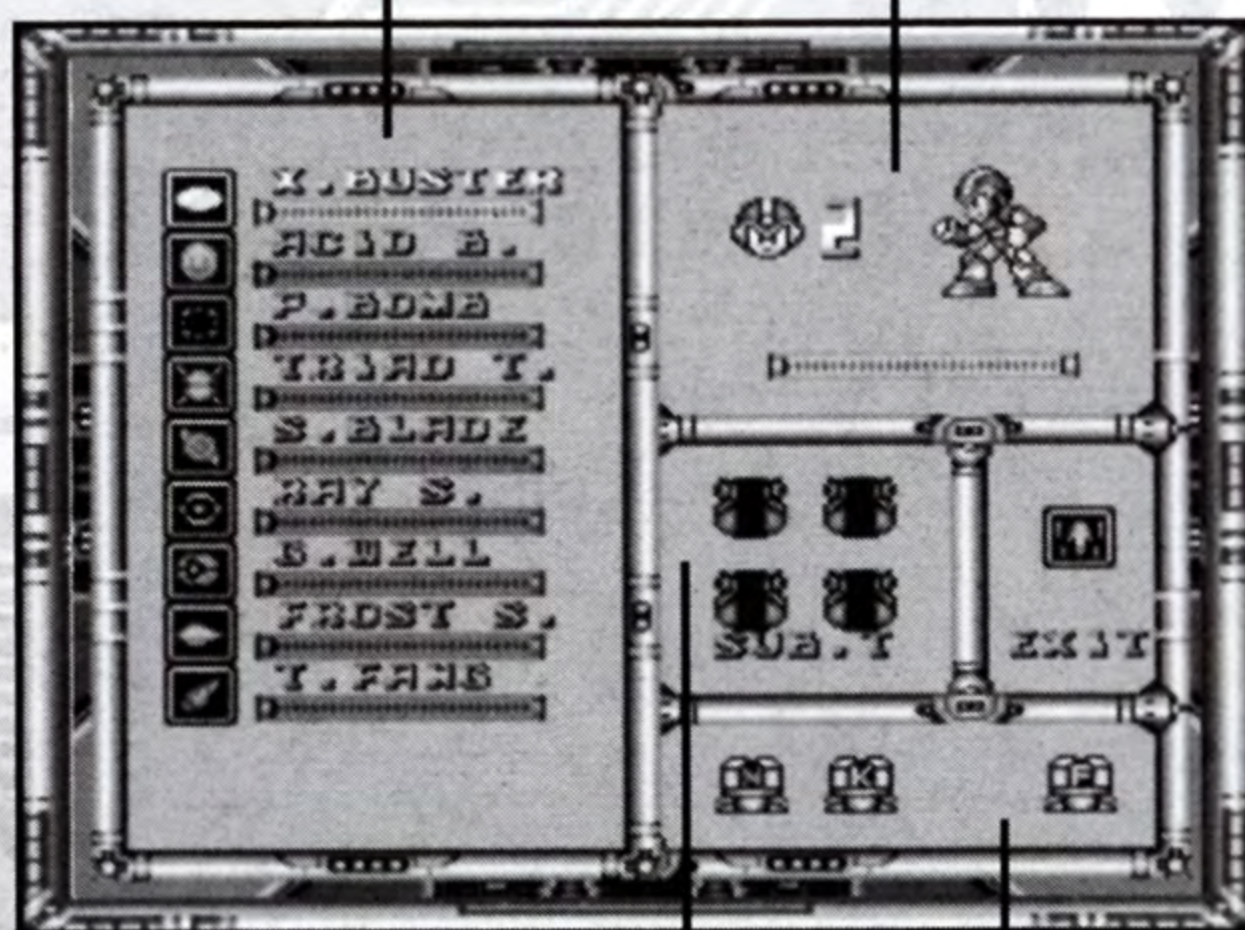 X.BUSTER
ACID B.
P.BOMB
TRIAD T.
S.BLADE
RAY S.
G.WELL
FROST S.
T.FANG
2
SUB.T
EXIT
N K F